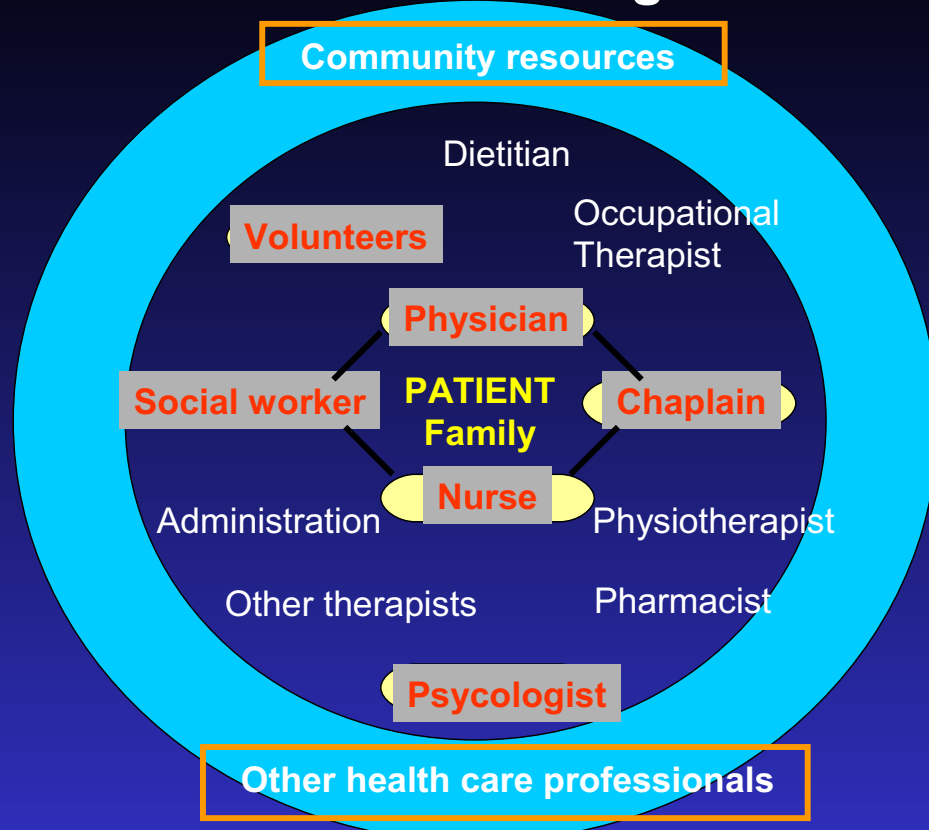 Community resources
Dietitian
Occupational
Therapist
Volunteers
Physician
Social worker
PATIENT
Family
Chaplain
Nurse
Administration
Physiotherapist
Other therapists
Pharmacist
Psycologist
Other health care professionals